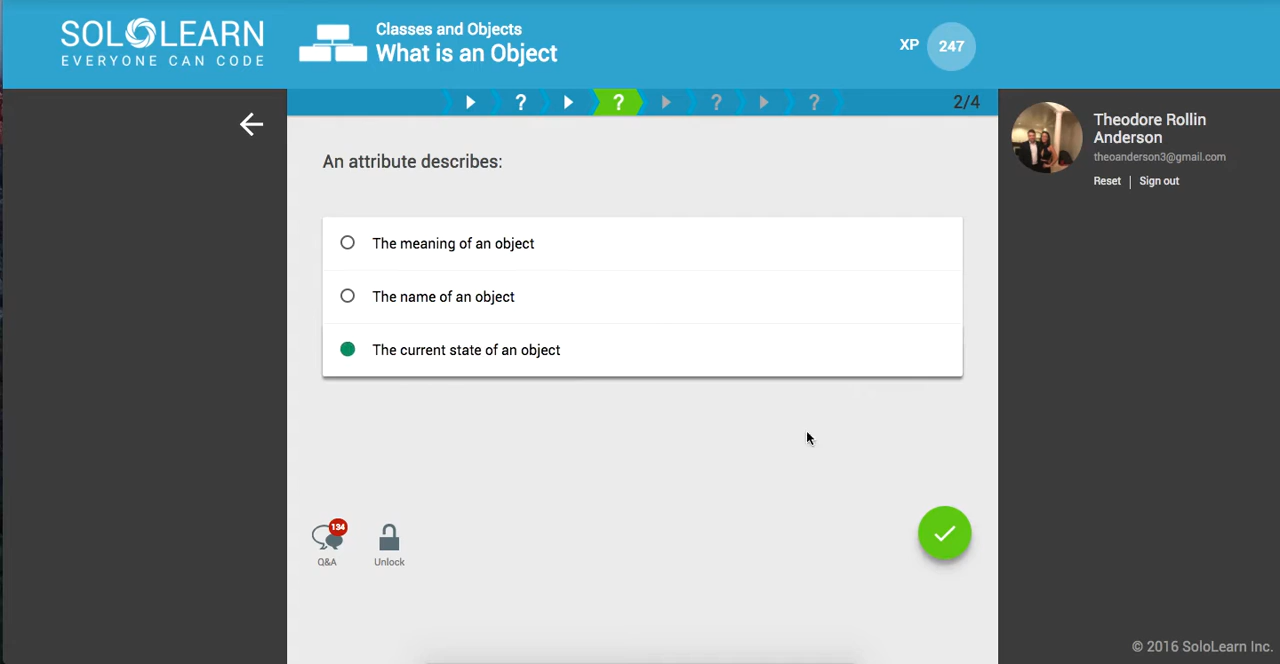 SOLOLEARN
EVERYONE CAN CODE
Classes and Objects
What is an Object
XP 247
? ? ? ? 2/4
Theodore Rollin
Anderson
theoanderson3@gmail.com
Reset | Sign out
An attribute describes:
The meaning of an object
The name of an object
The current state of an object
134
Q&A
Unlock
© 2016 SoloLearn Inc.